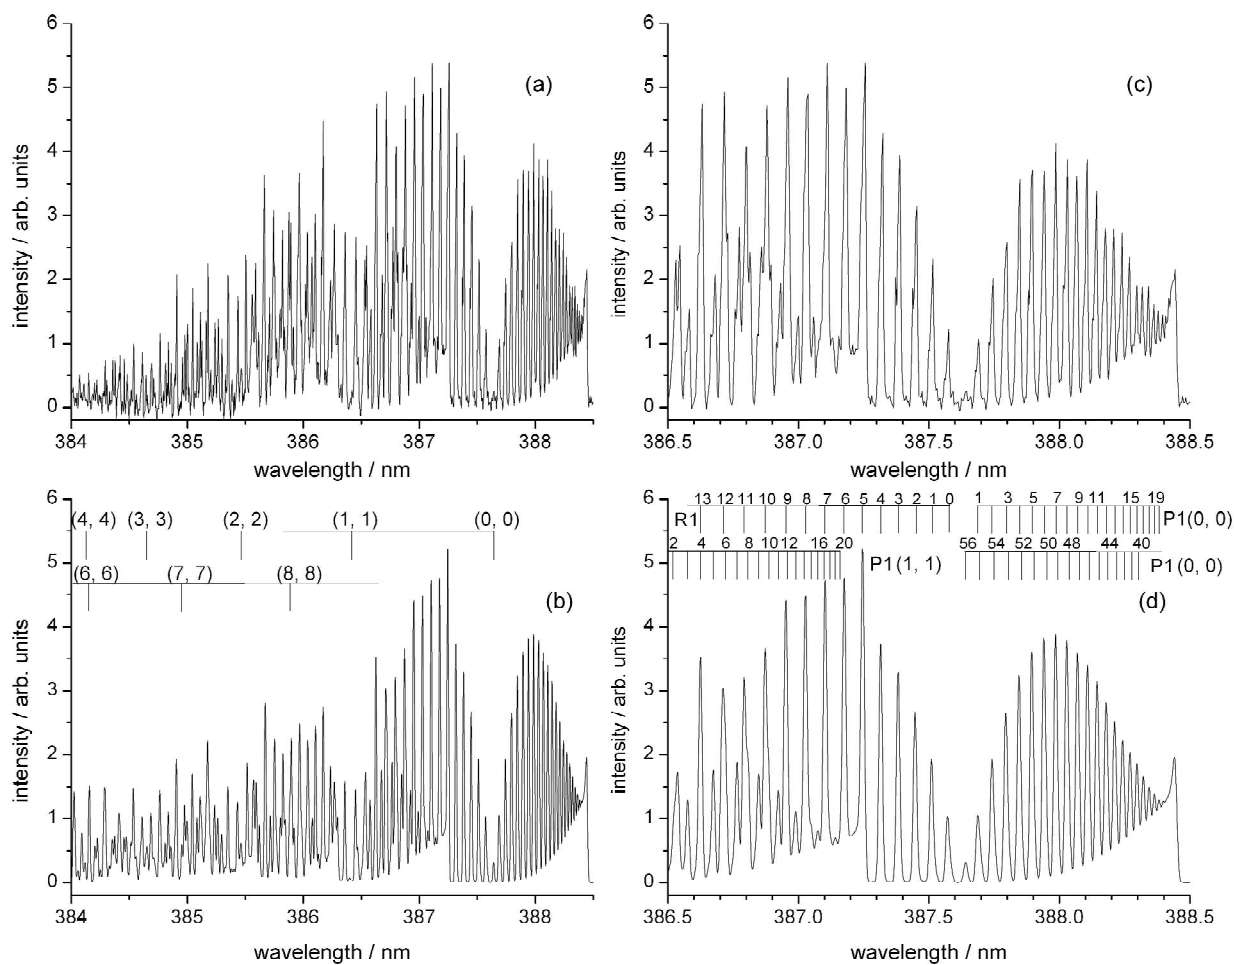 6
5
4
3
2
1
0
intensity / arb. units
(a)
384 385 386 387 388
wavelength / nm
6
5
4
3
2
1
0
intensity / arb. units
(c)
386.5 387.0 387.5 388.0 388.5
wavelength / nm
6
5
4
3
2
1
0
intensity / arb. units
(4, 4) (3, 3) (2, 2) (1, 1) (0, 0)
(6, 6) (7, 7) (8, 8)
(b)
384 385 386 387 388
wavelength / nm
6
5
4
3
2
1
0
intensity / arb. units
13 12 11 10 9 8 7 6 5 4 3 2 1 0 1 3 5 7 9 11 15 19
R1 P1(0, 0)
2 4 6 8 10 12 16 20 56 54 52 50 48 44 40
P1(1, 1) P1(0, 0)
(d)
386.5 387.0 387.5 388.0 388.5
wavelength / nm